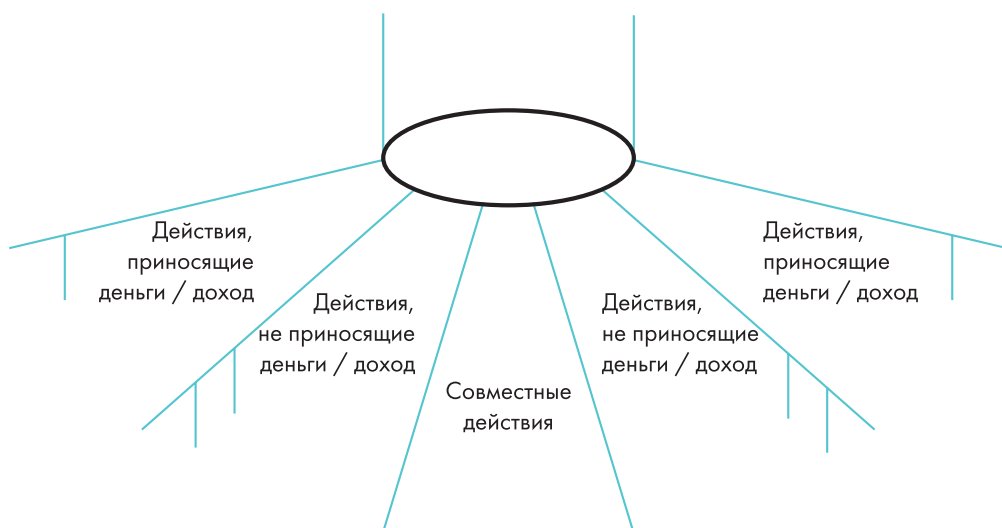 Действия,
приносящие
деньги / доход
Действия,
не приносящие
деньги / доход
Совместные
действия
Действия,
не приносящие
деньги / доход
Действия,
приносящие
деньги / доход